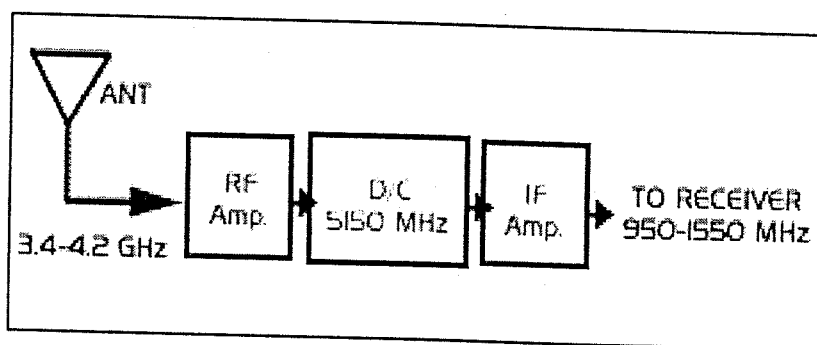 ANT
3.4-4.2 GHz
RF
Amp.
D/C
5150 MHz
IF
Amp.
TO RECEIVER
950-1550 MHz